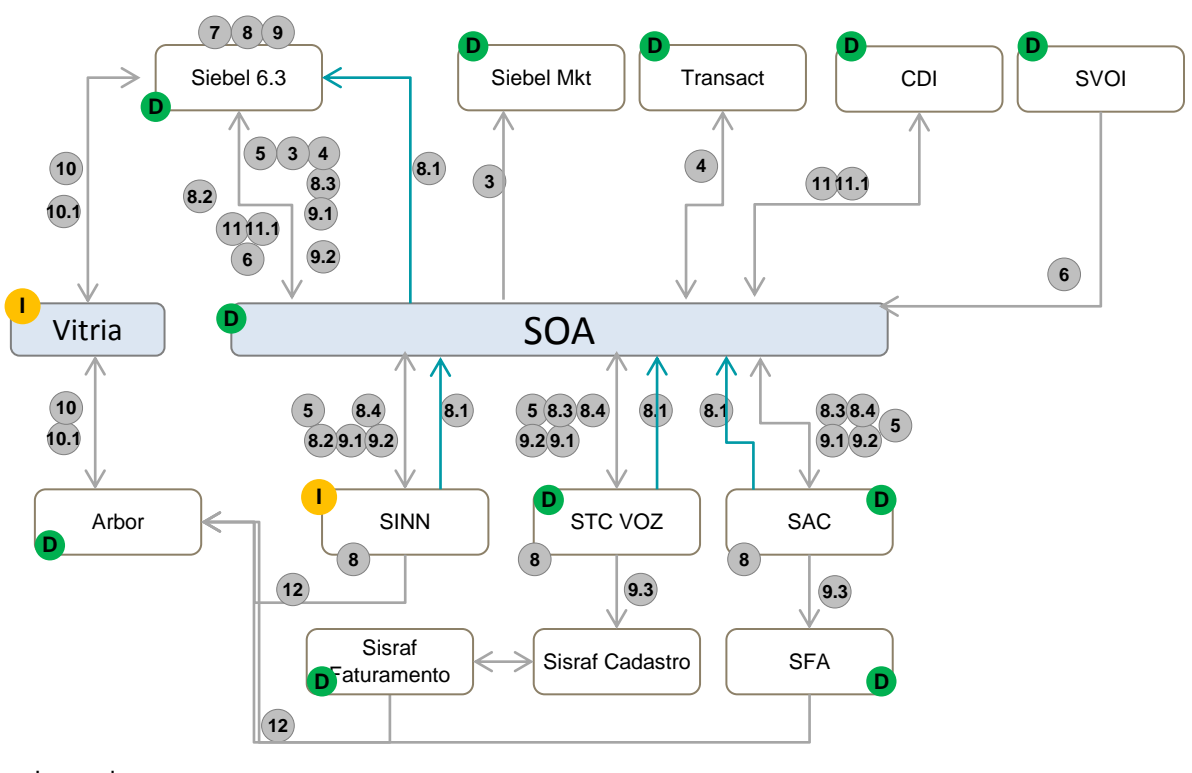 7 8 9
D D D D
Siebel 6.3
Siebel Mkt
Transact
CDI
SVOI
D
5 3 4
10
8.1
4
3
8.3
11 11.1
8.2
10.1
9.1
11 11.1
6
9.2
6
I
D
Vitria
SOA
10
5
8.4
8.1
5 8.3 8.4
8.1
8.1
8.3 8.4
5
10.1
8.2 9.1 9.2
9.2 9.1
9.1 9.2
I
D
D
Arbor
SINN
STC VOZ
SAC
D
8
8
8
12
9.3
9.3
Sisraf
Faturamento
Sisraf Cadastro
SFA
D
D
12